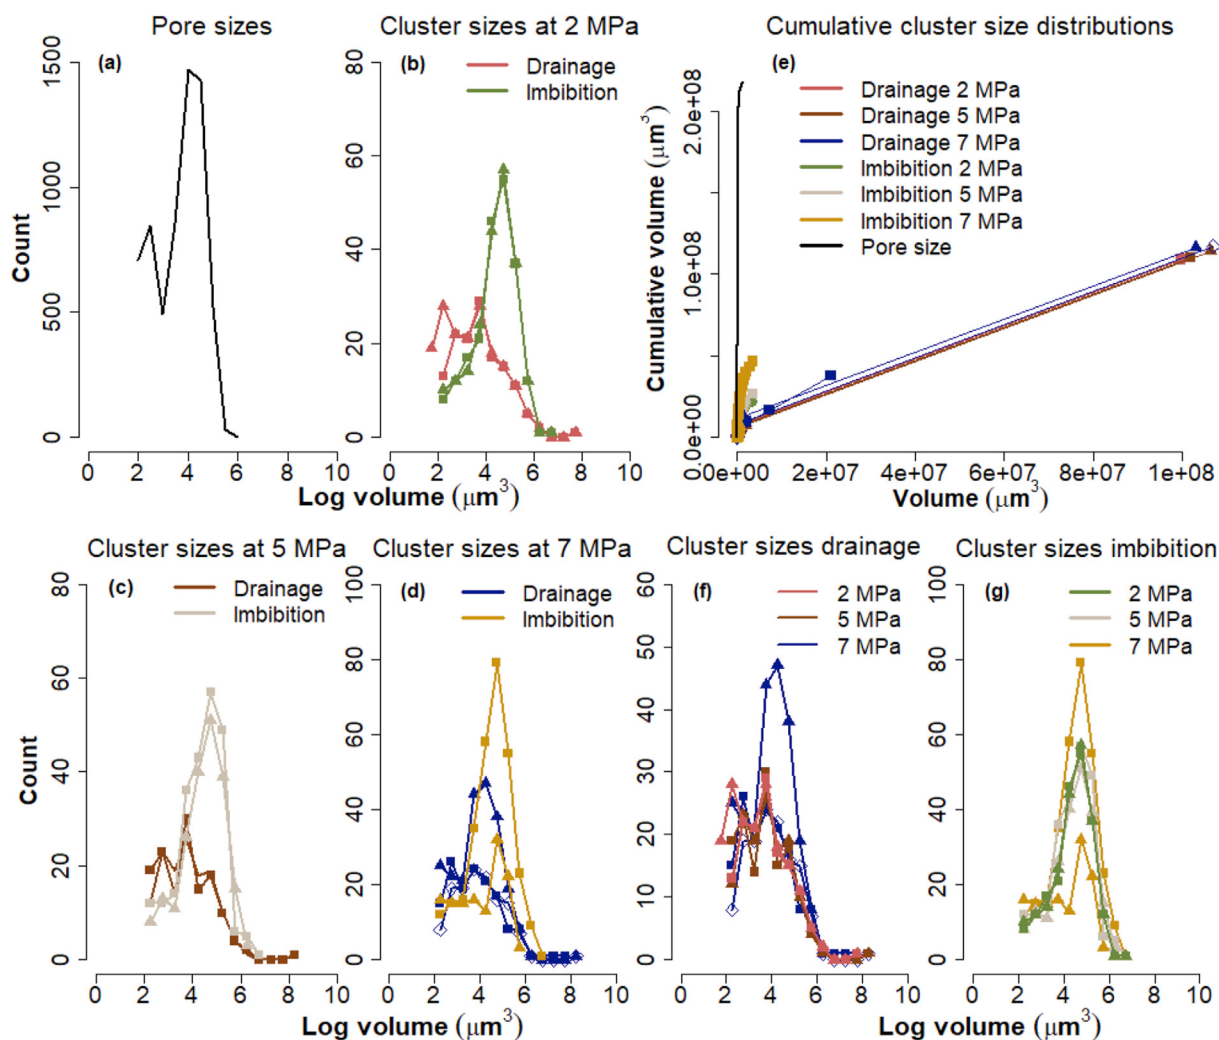 Pore sizes
(a)
Count
1500
1000
500
0
0 2 4 6 8 10
Cluster sizes at 2 MPa
(b)
Drainage
Imbibition
80
60
40
20
0
0 2 4 6 8 10
Log volume (μm³)
Cumulative cluster size distributions
(e)
Drainage 2 MPa
Drainage 5 MPa
Drainage 7 MPa
Imbibition 2 MPa
Imbibition 5 MPa
Imbibition 7 MPa
Pore size
Cumulative volume (μm³)
2.0e+08
1.0e+08
0.0e+00
0e+00 2e+07 4e+07 6e+07 8e+07 1e+08
Volume (μm³)
Cluster sizes at 5 MPa
(c)
Drainage
Imbibition
Count
80
60
40
20
0
0 2 4 6 8 10
Cluster sizes at 7 MPa
(d)
Drainage
Imbibition
100
80
60
40
20
0
0 2 4 6 8 10
Log volume (μm³)
Cluster sizes drainage
(f)
2 MPa
5 MPa
7 MPa
60
50
40
30
20
10
0
0 2 4 6 8 10
Cluster sizes imbibition
(g)
2 MPa
5 MPa
7 MPa
100
80
60
40
20
0
0 2 4 6 8 10
Log volume (μm³)